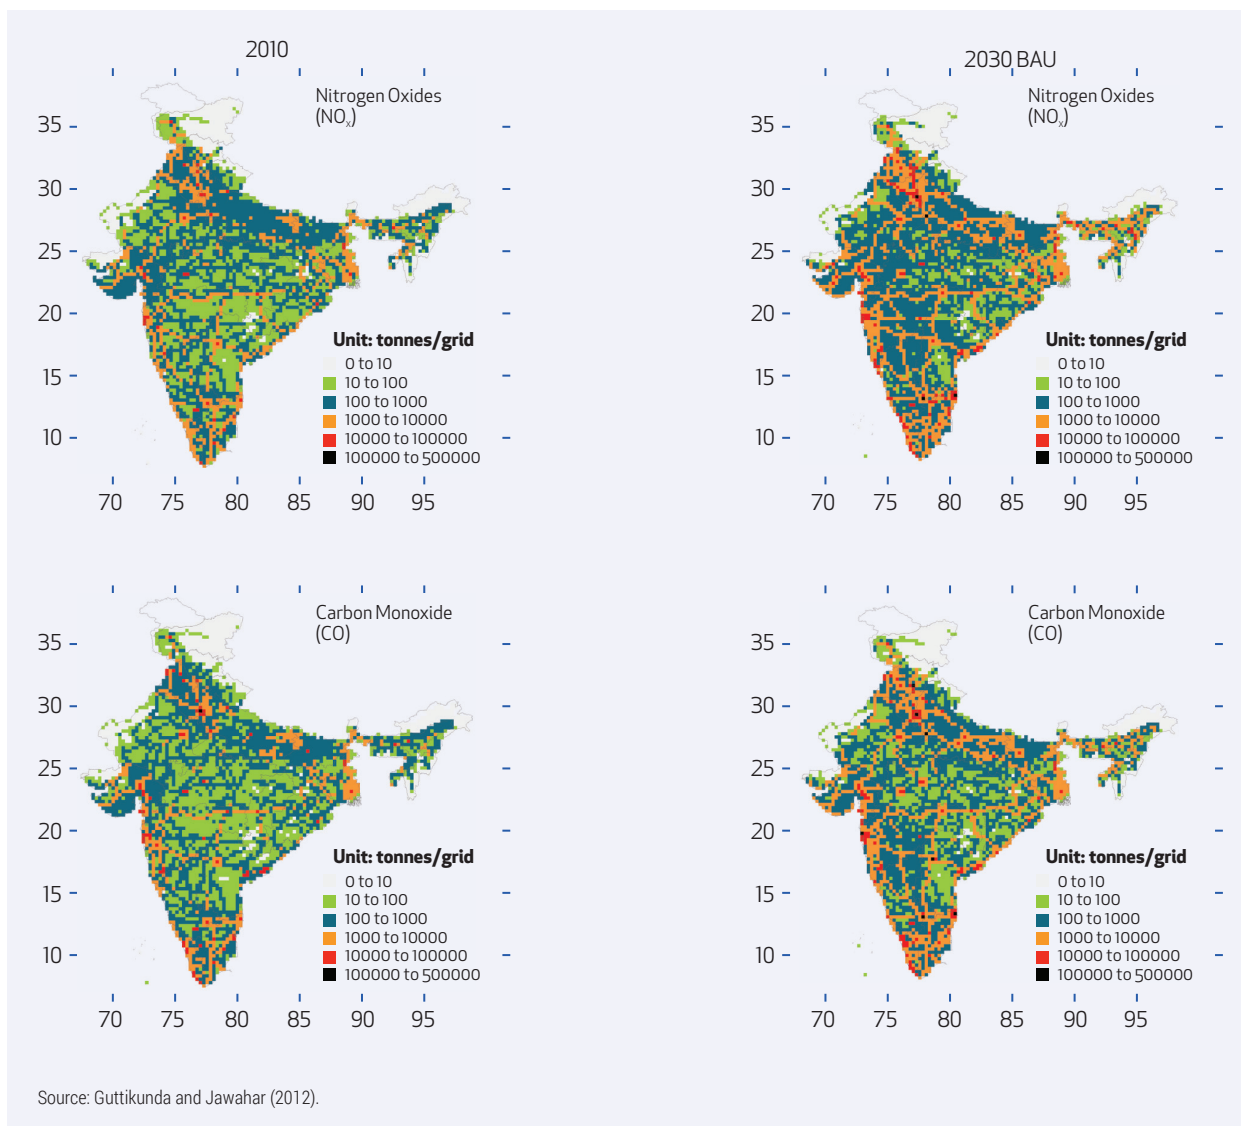 2010
Nitrogen Oxides
(NOₓ)
35
30
25
20
15
10
Unit: tonnes/grid
0 to 10
10 to 100
100 to 1000
1000 to 10000
10000 to 100000
100000 to 500000
70 75 80 85 90 95
2030 BAU
Nitrogen Oxides
(NOₓ)
35
30
25
20
15
10
Unit: tonnes/grid
0 to 10
10 to 100
100 to 1000
1000 to 10000
10000 to 100000
100000 to 500000
70 75 80 85 90 95
Carbon Monoxide
(CO)
35
30
25
20
15
10
Unit: tonnes/grid
0 to 10
10 to 100
100 to 1000
1000 to 10000
10000 to 100000
100000 to 500000
70 75 80 85 90 95
Carbon Monoxide
(CO)
35
30
25
20
15
10
Unit: tonnes/grid
0 to 10
10 to 100
100 to 1000
1000 to 10000
10000 to 100000
100000 to 500000
70 75 80 85 90 95
Source: Guttikunda and Jawahar (2012).